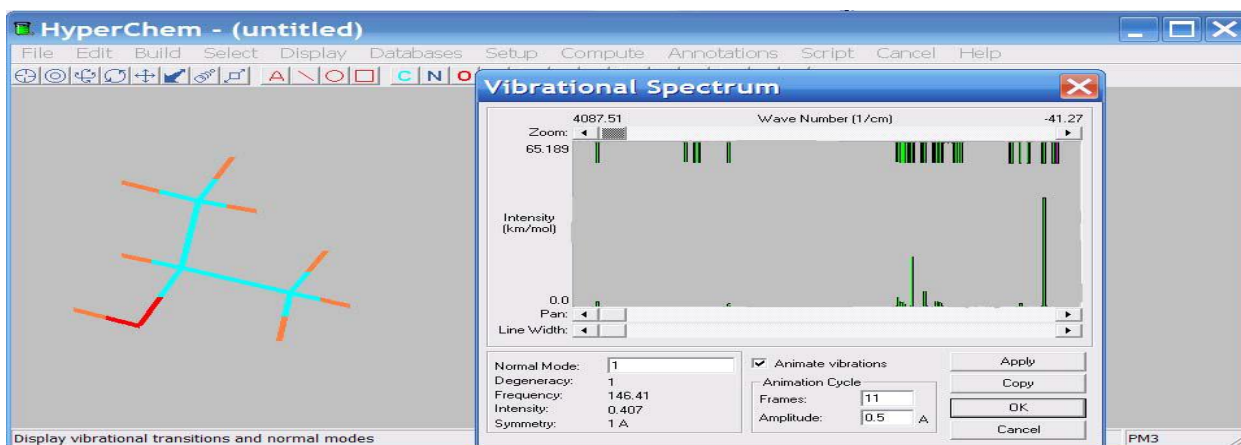 HyperChem - (untitled)
File Edit Build Select Display Databases Setup Compute Annotations Script Cancel Help
A C N O
Vibrational Spectrum
4087.51 Wave Number (1/cm) -41.27
Zoom:
65.189
Intensity
(km/mol)
0.0
Pan:
Line Width:
Normal Mode: 1
Degeneracy: 1
Frequency: 146.41
Intensity: 0.407
Symmetry: 1 A
Animate vibrations
Animation Cycle
Frames: 11
Amplitude: 0.5 A
Apply
Copy
OK
Cancel
Display vibrational transitions and normal modes
PM3